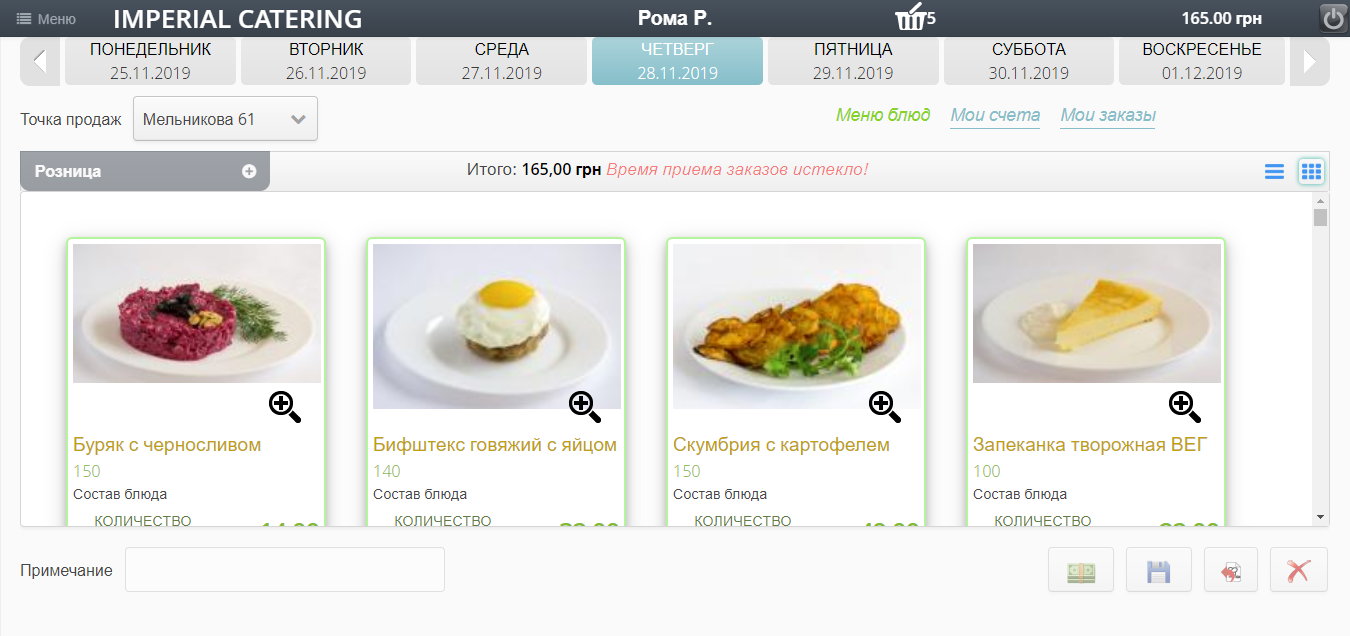 Меню IMPERIAL CATERING Рома Р. 5 165.00 грн
ПОНЕДЕЛЬНИК ВТОРНИК СРЕДА ЧЕТВЕРГ ПЯТНИЦА СУББОТА ВОСКРЕСЕНЬЕ
25.11.2019 26.11.2019 27.11.2019 28.11.2019 29.11.2019 30.11.2019 01.12.2019
Точка продаж Мельникова 61 Меню блюд Мои счета Мои заказы
Розница Итого: 165,00 грн Время приема заказов истекло!
Буряк с черносливом Бифштекс говяжий с яйцом Скумбрия с картофелем Запеканка творожная ВЕГ
150 140 150 100
Состав блюда Состав блюда Состав блюда Состав блюда
КОЛИЧЕСТВО КОЛИЧЕСТВО КОЛИЧЕСТВО КОЛИЧЕСТВО
Примечание